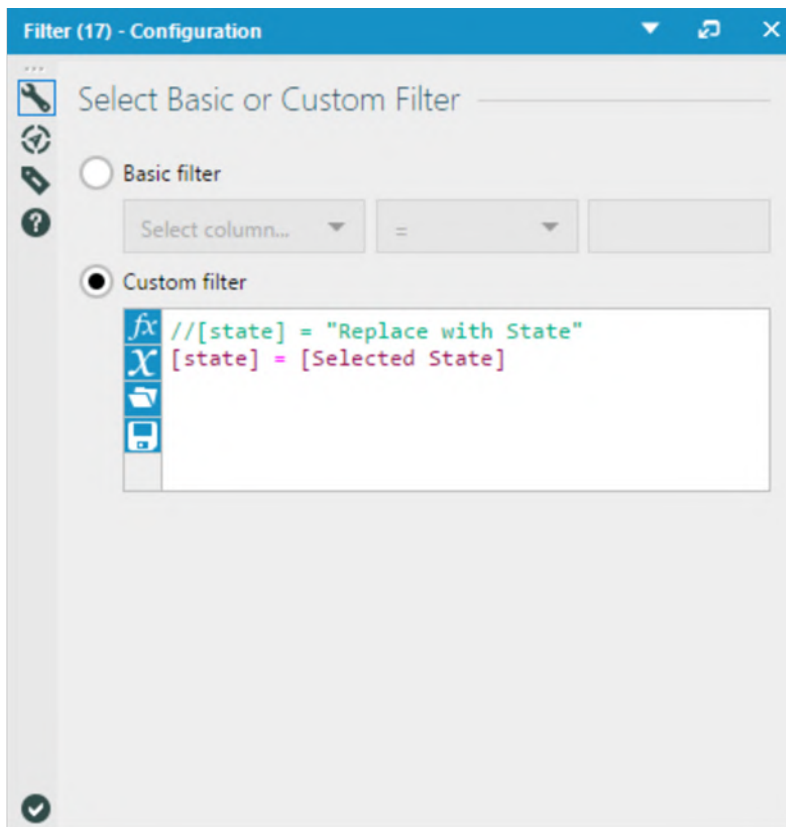 Filter (17) - Configuration
Select Basic or Custom Filter
Basic filter
Select column... =
Custom filter
//[state] = "Replace with State"
[state] = [Selected State]